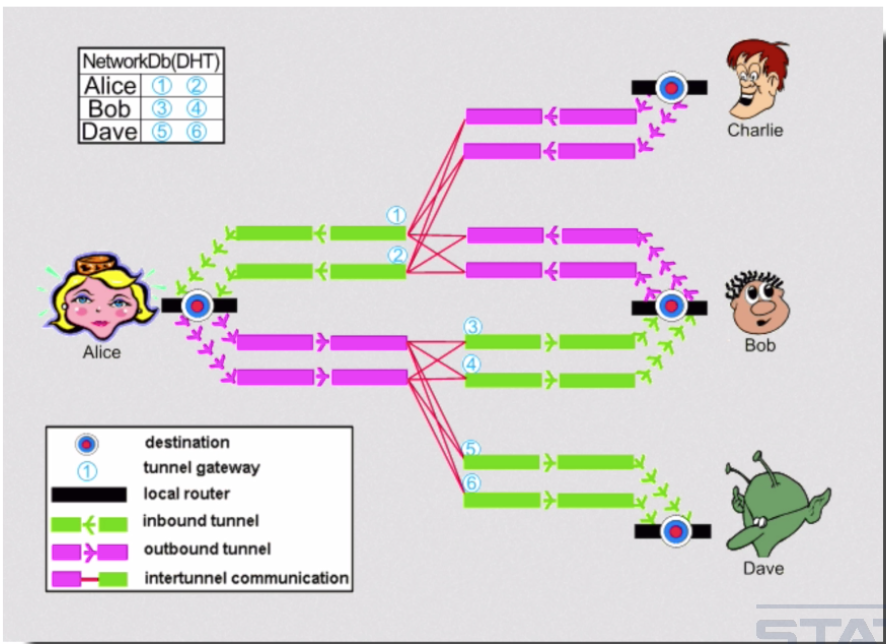 NetworkDb(DHT)
Alice 1 2
Bob 3 4
Dave 5 6
Charlie
1
2
Alice
3
4
Bob
5
6
Dave
destination
1 tunnel gateway
local router
inbound tunnel
outbound tunnel
intertunnel communication